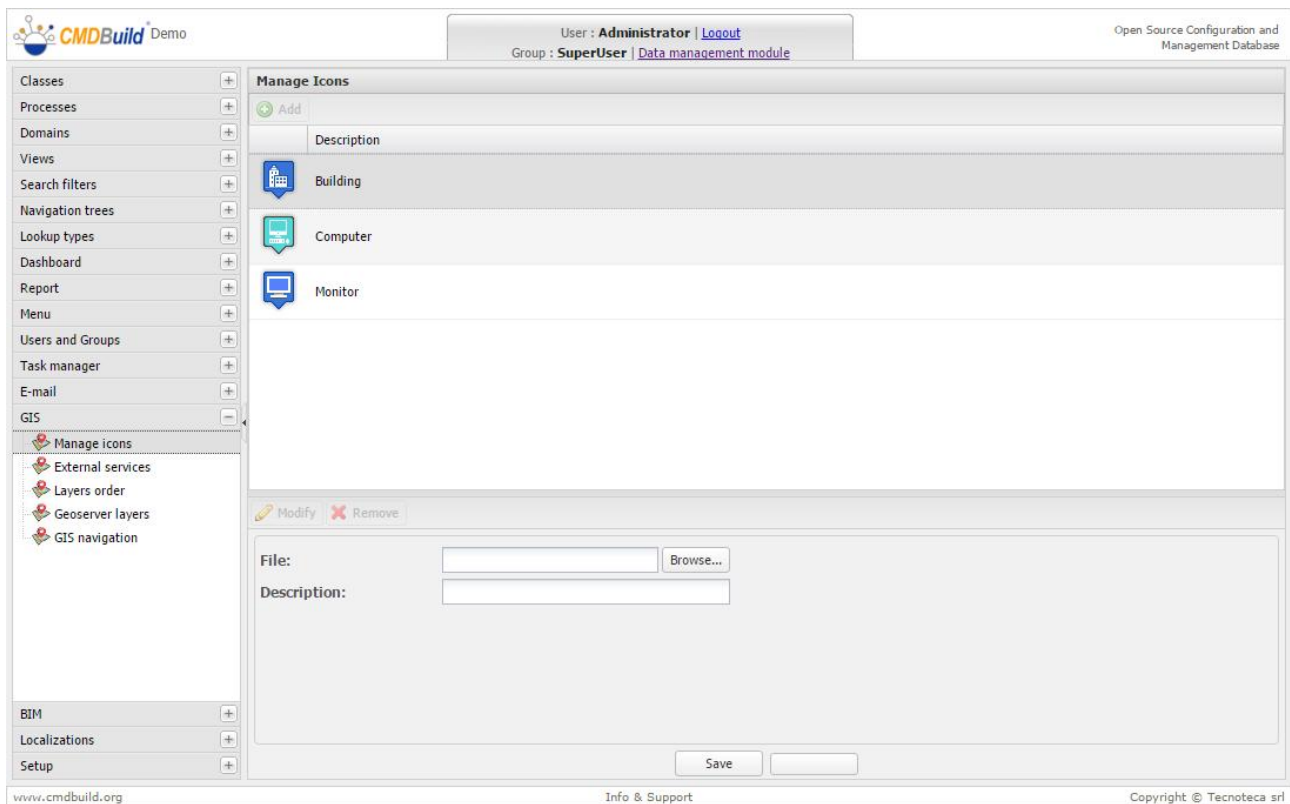 CMDBuild Demo
User : Administrator | Logout
Group : SuperUser | Data management module
Open Source Configuration and
Management Database
Classes
Processes
Domains
Views
Search filters
Navigation trees
Lookup types
Dashboard
Report
Menu
Users and Groups
Task manager
E-mail
GIS
Manage icons
External services
Layers order
Geoserver layers
GIS navigation
BIM
Localizations
Setup
Manage Icons
Add
Description
Building
Computer
Monitor
Modify Remove
File: Browse...
Description:
Save
www.cmdbuild.org Info & Support Copyright © Tecnoteca srl